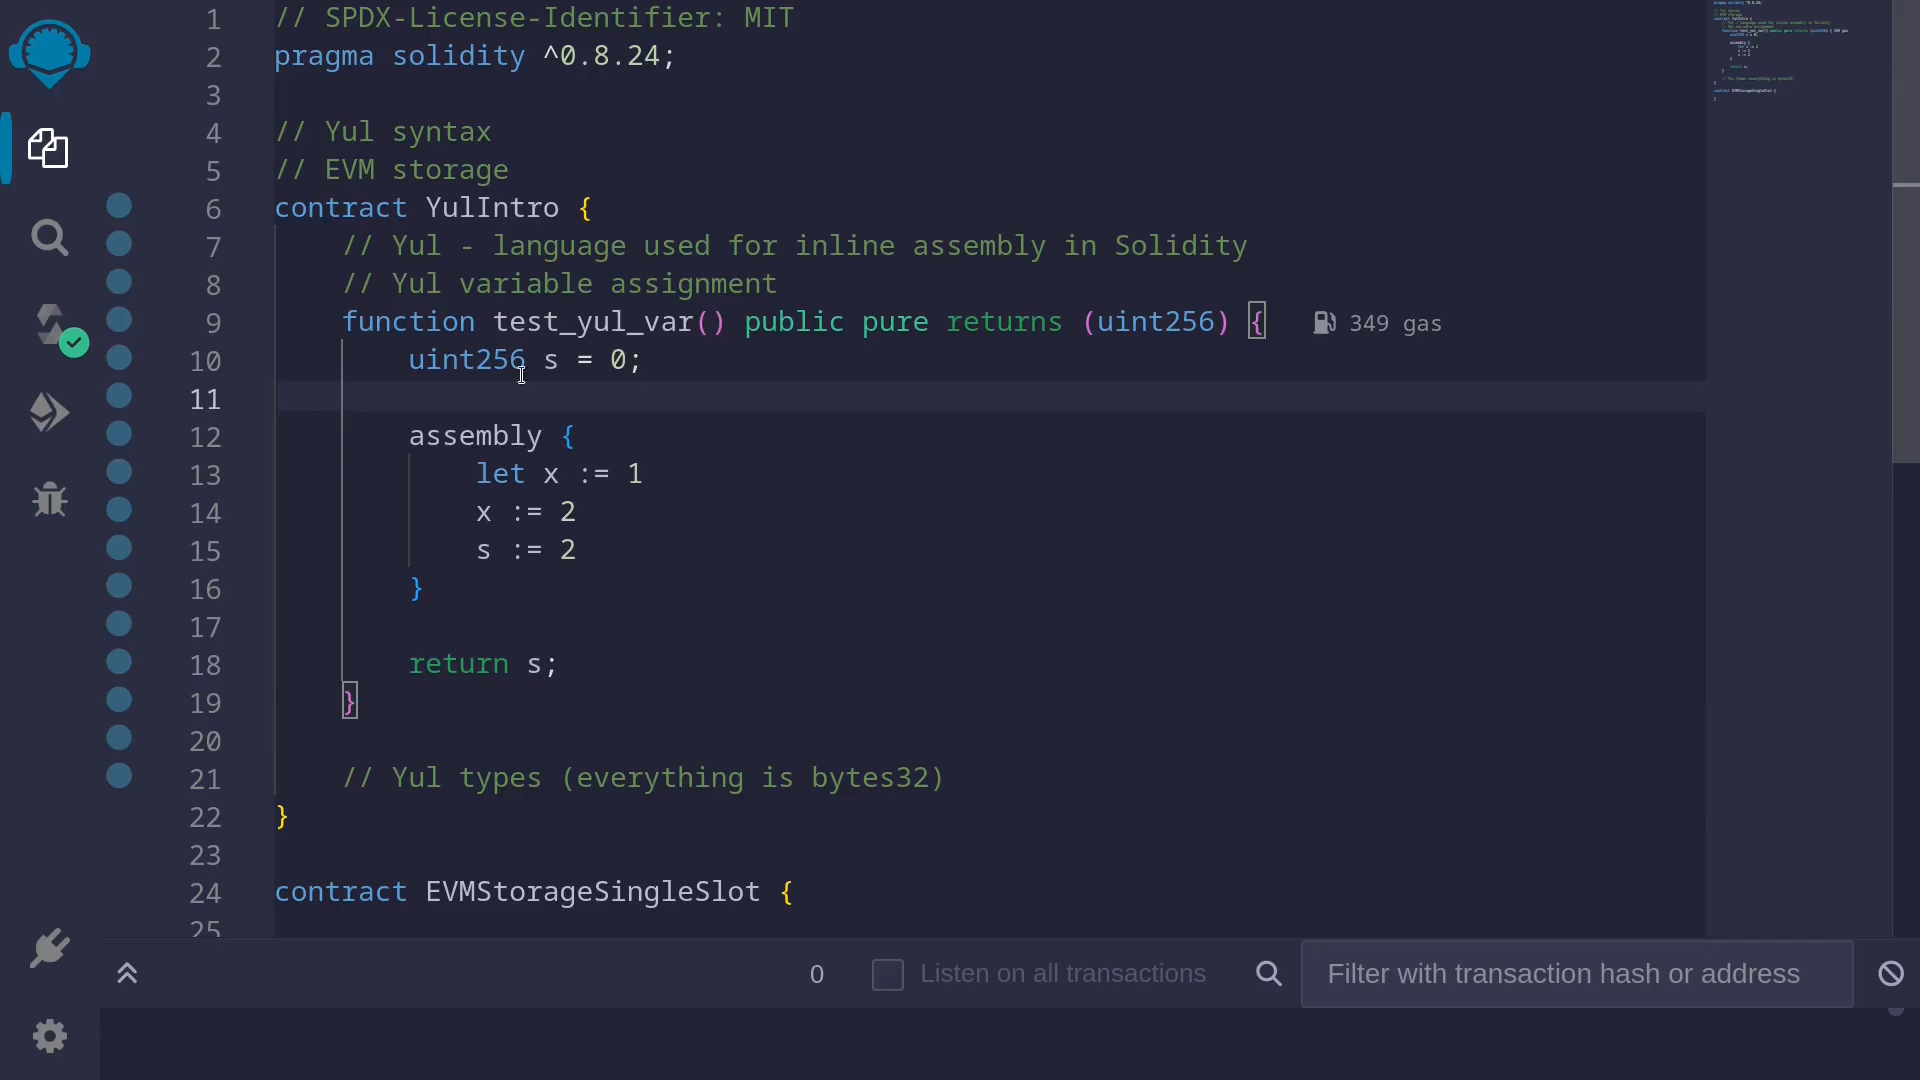 1 // SPDX-License-Identifier: MIT
2 pragma solidity ^0.8.24;
3
4 // Yul syntax
5 // EVM storage
6 contract YulIntro {
7 // Yul - language used for inline assembly in Solidity
8 // Yul variable assignment
9 function test_yul_var() public pure returns (uint256) { 349 gas
10 uint256 s = 0;
11
12 assembly {
13 let x := 1
14 x := 2
15 s := 2
16 }
17
18 return s;
19 }
20
21 // Yul types (everything is bytes32)
22 }
23
24 contract EVMStorageSingleSlot {
25
0 Listen on all transactions Filter with transaction hash or address